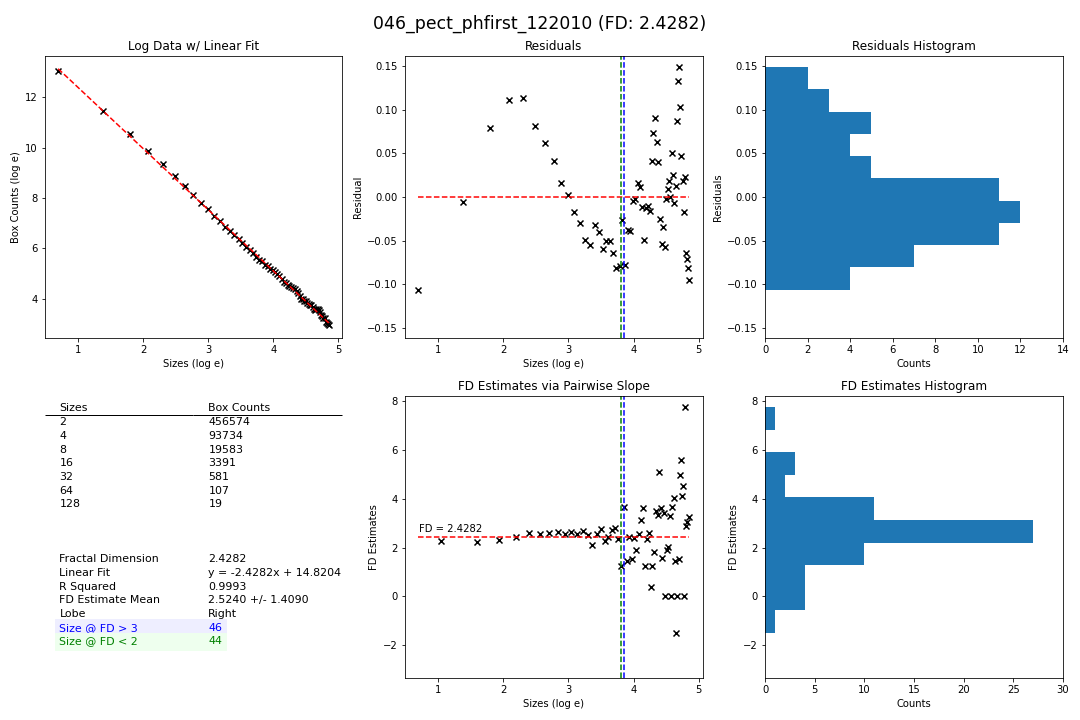 046_pect_phfirst_122010 (FD: 2.4282)
Log Data w/ Linear Fit
Box Counts (log e)
12
10
8
6
4
1 2 3 4 5
Sizes (log e)
Residuals
Residual
0.15
0.10
0.05
0.00
−0.05
−0.10
−0.15
1 2 3 4 5
Sizes (log e)
Residuals Histogram
Residuals
0.15
0.10
0.05
0.00
−0.05
−0.10
−0.15
0 2 4 6 8 10 12 14
Counts
Sizes Box Counts
2 456574
4 93734
8 19583
16 3391
32 581
64 107
128 19
Fractal Dimension 2.4282
Linear Fit y = -2.4282x + 14.8204
R Squared 0.9993
FD Estimate Mean 2.5240 +/- 1.4090
Lobe Right
Size @ FD > 3 46
Size @ FD < 2 44
FD Estimates via Pairwise Slope
FD Estimates
8
6
4
2
0
−2
FD = 2.4282
1 2 3 4 5
Sizes (log e)
FD Estimates Histogram
FD Estimates
8
6
4
2
0
−2
0 5 10 15 20 25 30
Counts